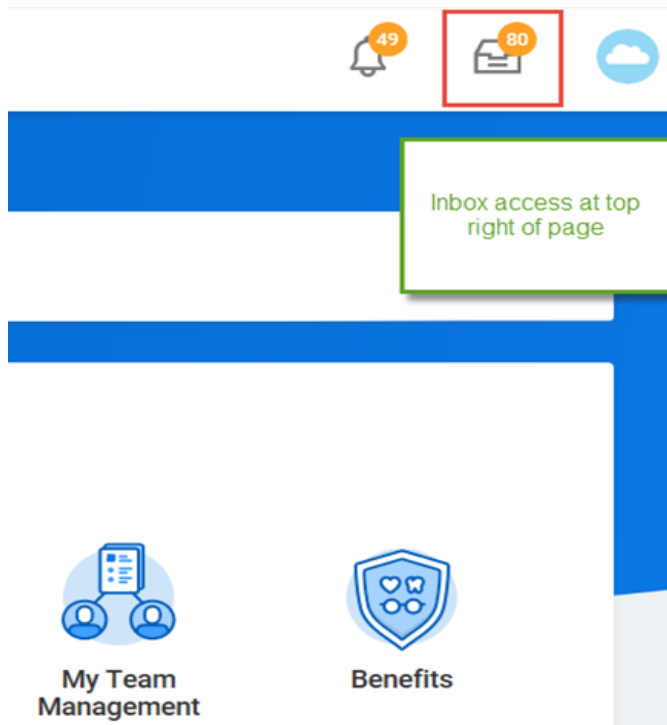 49
80
Inbox access at top
right of page
My Team
Management
Benefits